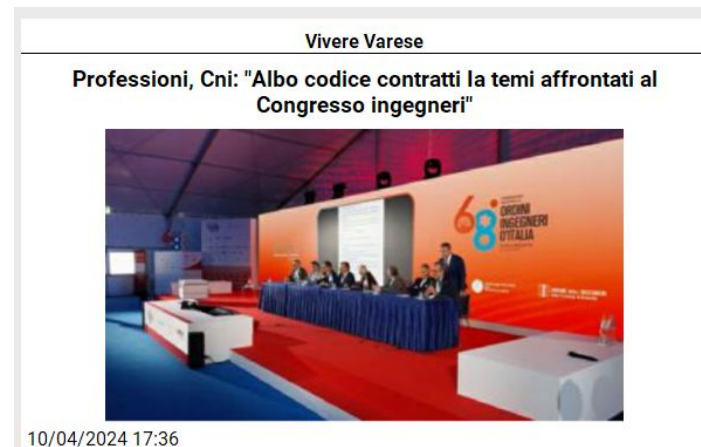 Vivere Varese
Professioni, Cni: "Albo codice contratti Ia temi affrontati al
Congresso ingegneri"
68°
ORDINI
INGEGNERI
D'ITALIA
10/04/2024 17:36